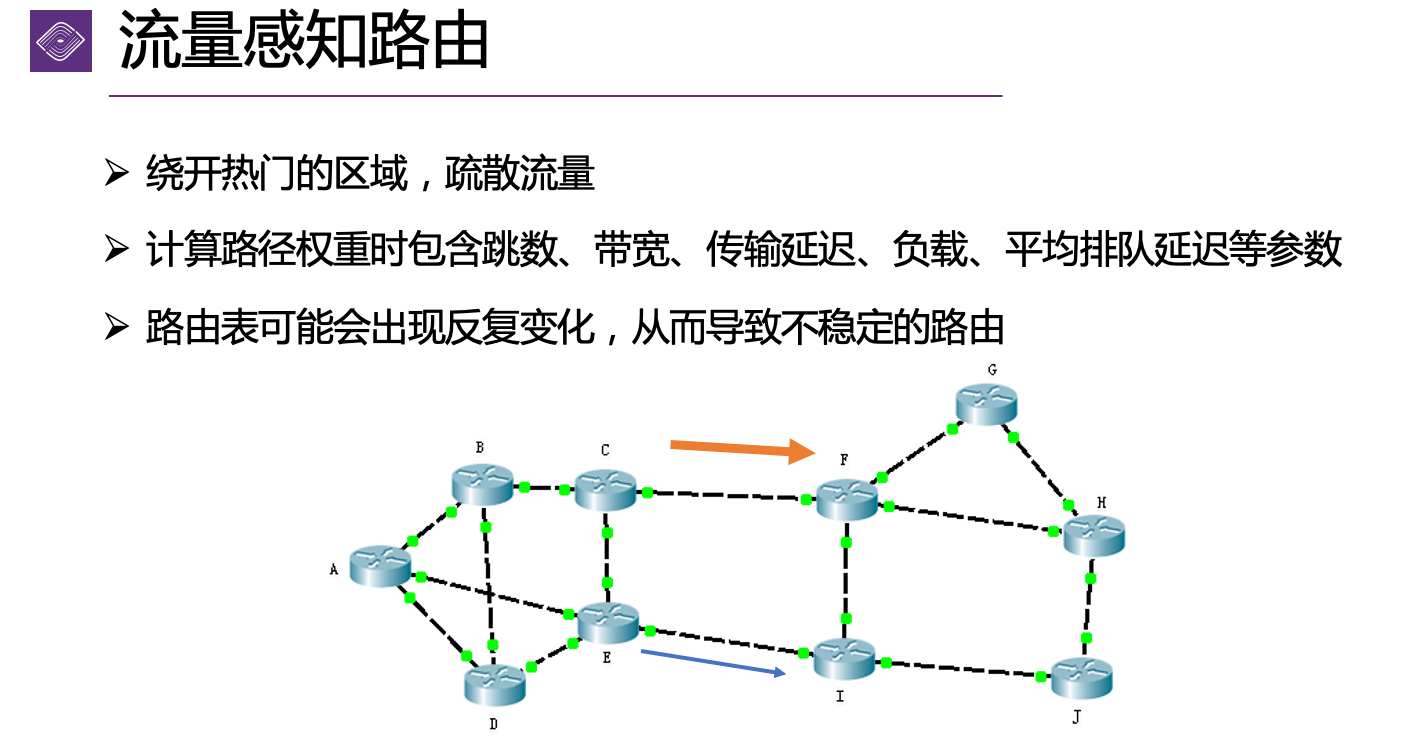 流量感知路由
绕开热门的区域，疏散流量
计算路径权重时包含跳数、带宽、传输延迟、负载、平均排队延迟等参数
路由表可能会出现反复变化，从而导致不稳定的路由
G
B
C
F
H
A
E
I
D
J